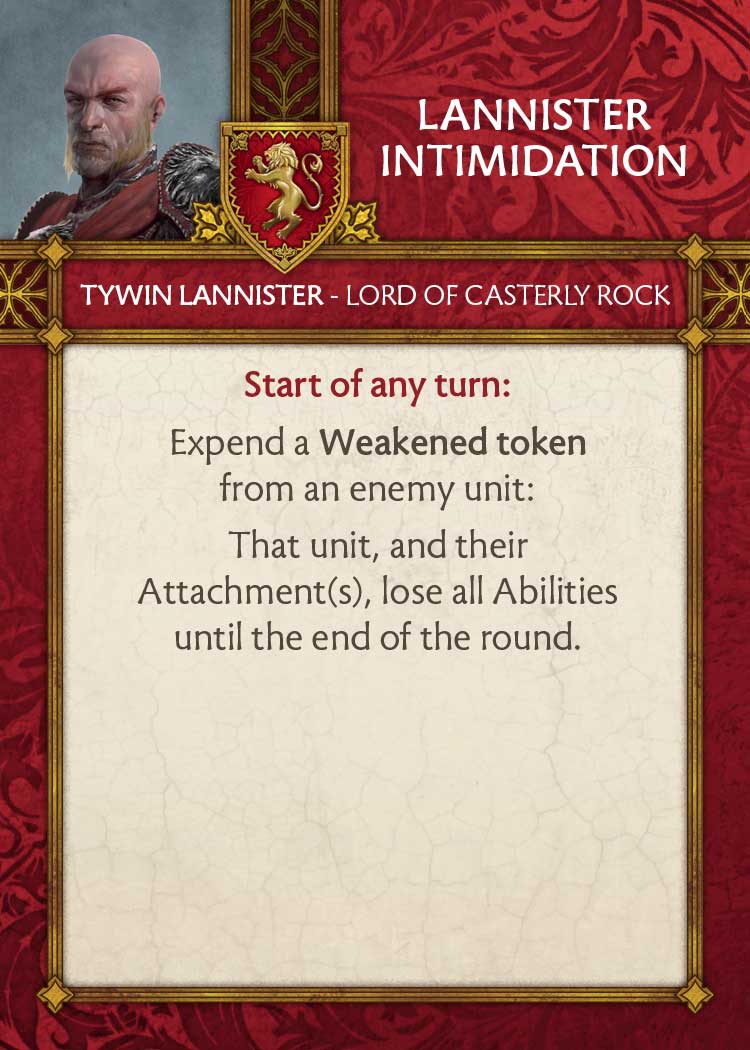 LANNISTER
INTIMIDATION
TYWIN LANNISTER - LORD OF CASTERLY ROCK
Start of any turn:
Expend a Weakened token
from an enemy unit:
That unit, and their
Attachment(s), lose all Abilities
until the end of the round.